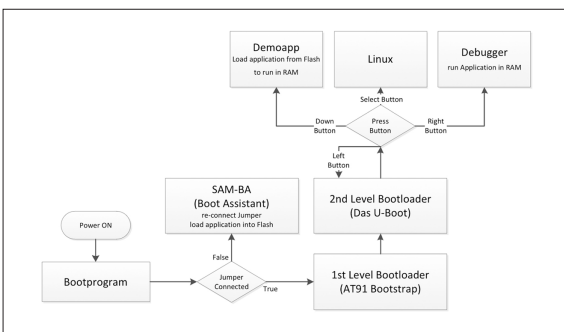 Demoapp
Load application from Flash
to run in RAM
Linux
Debugger
run Application in RAM
Select Button
Down
Button
Press
Button
Right
Button
Left
Button
SAM-BA
(Boot Assistant)
re-connect Jumper
load application into Flash
2nd Level Bootloader
(Das U-Boot)
Power ON
False
Bootprogram
Jumper
Connected
True
1st Level Bootloader
(AT91 Bootstrap)